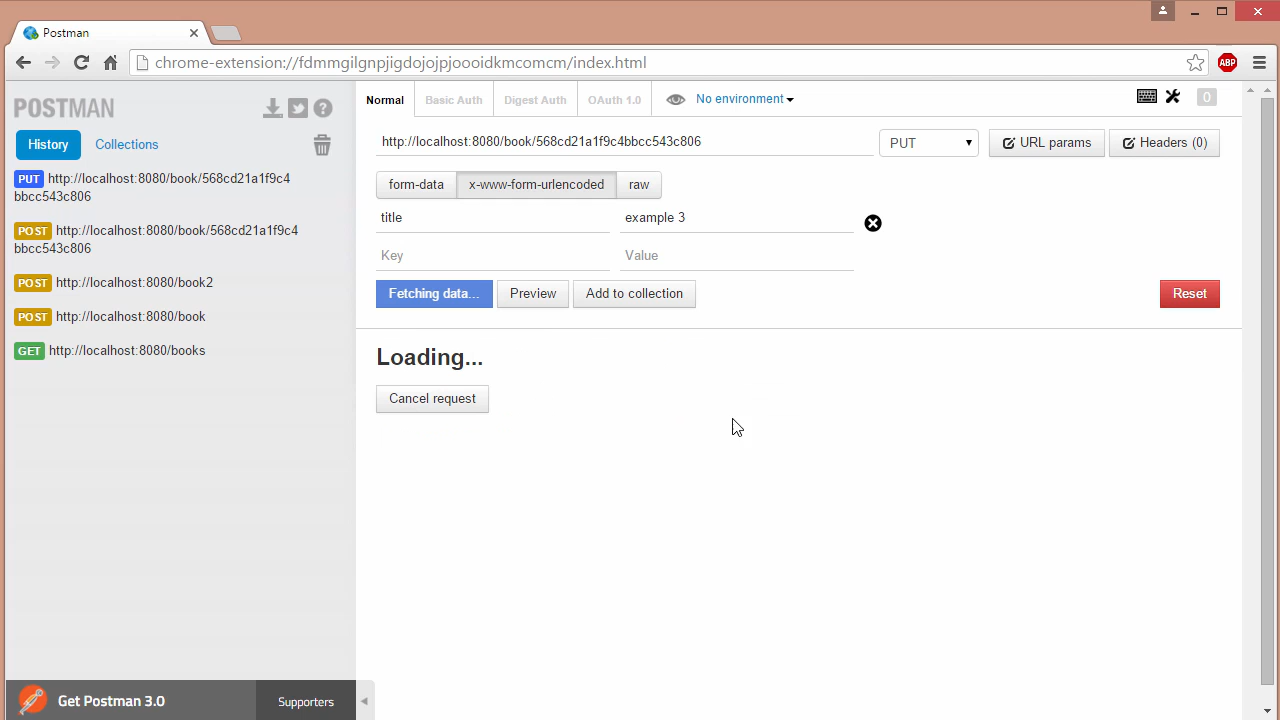 Postman
chrome-extension://fdmmgilgnpjigdojojpjoooidkmcomcm/index.html
ABP
POSTMAN
History
Collections
PUT http://localhost:8080/book/568cd21a1f9c4
bbcc543c806
POST http://localhost:8080/book/568cd21a1f9c4
bbcc543c806
POST http://localhost:8080/book2
POST http://localhost:8080/book
GET http://localhost:8080/books
Get Postman 3.0
Supporters
Normal
Basic Auth
Digest Auth
OAuth 1.0
No environment
0
http://localhost:8080/book/568cd21a1f9c4bbcc543c806
PUT
URL params
Headers (0)
form-data
x-www-form-urlencoded
raw
title
example 3
Key
Value
Fetching data...
Preview
Add to collection
Reset
Loading...
Cancel request